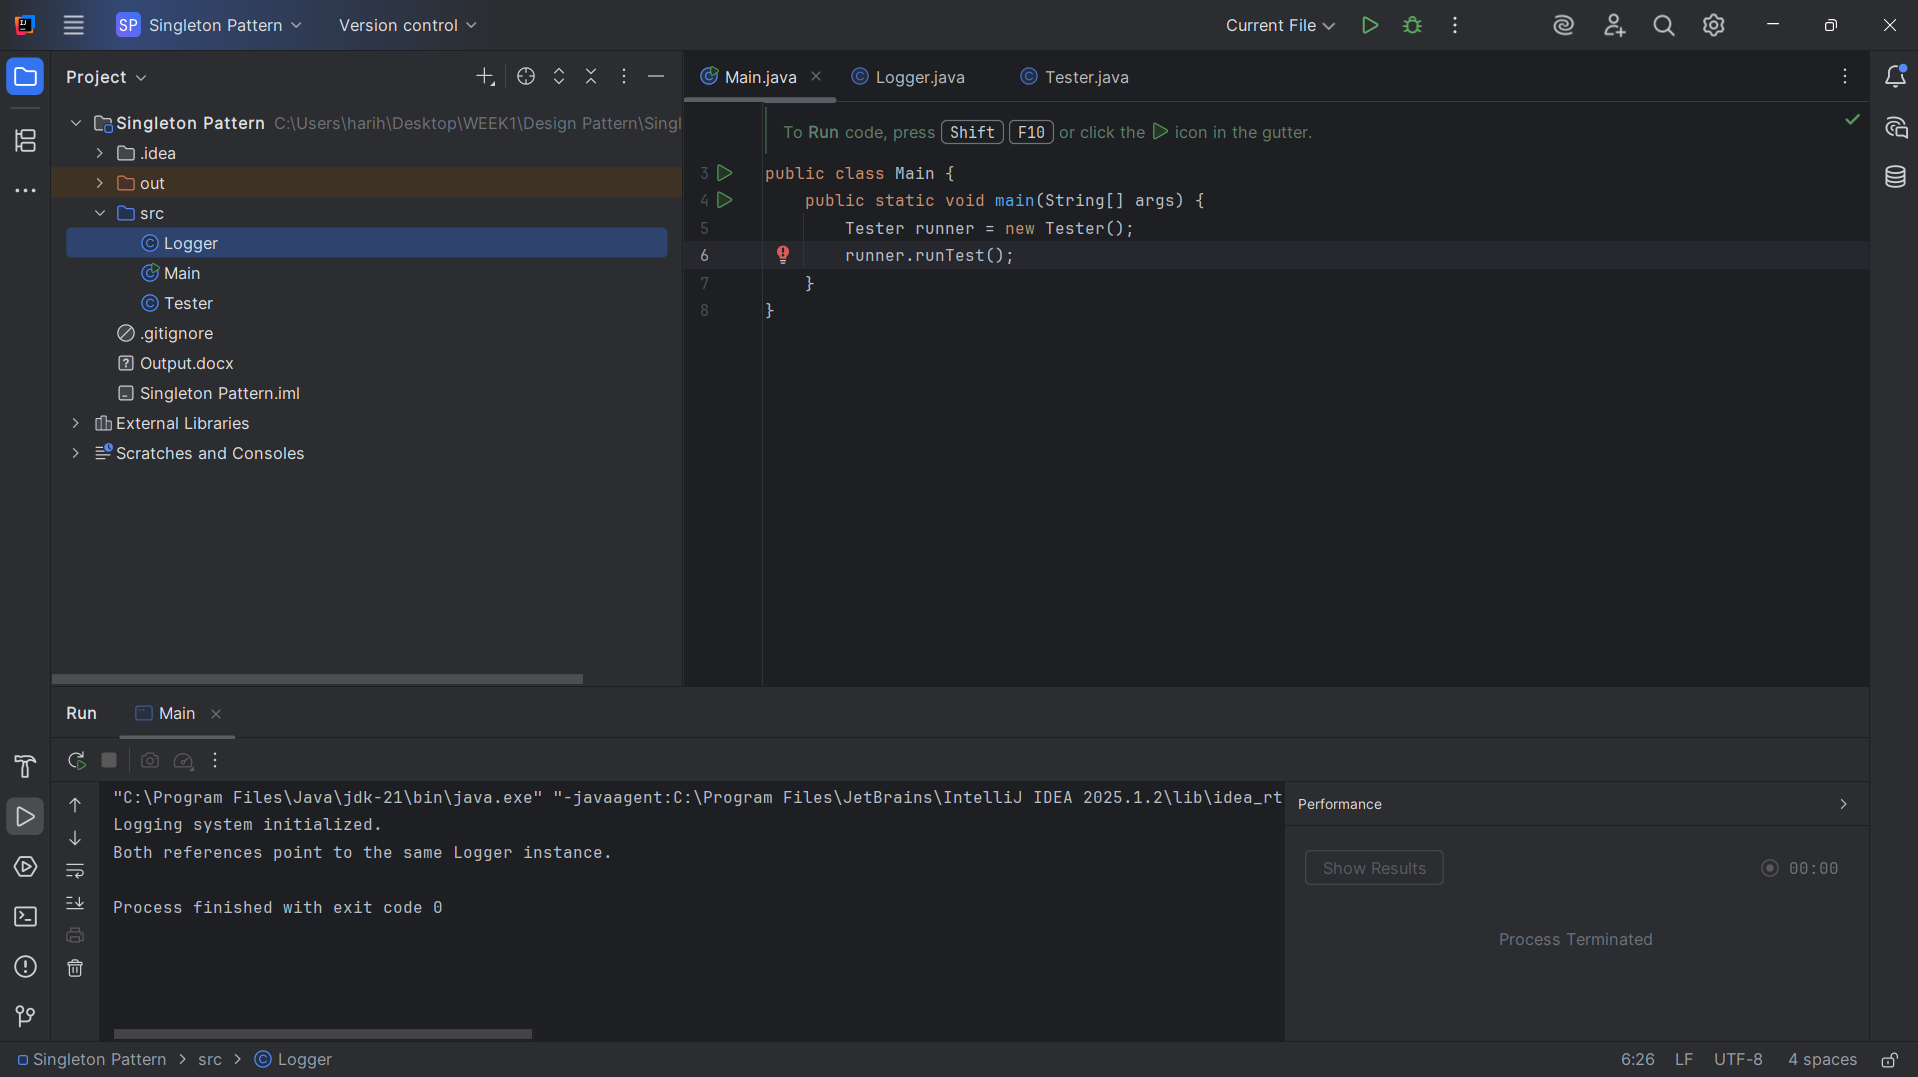 SP Singleton Pattern Version control Current File
Project
Main.java Logger.java Tester.java
Singleton Pattern C:\Users\harih\Desktop\WEEK1\Design Pattern\Singl
.idea
out
src
Logger
Main
Tester
.gitignore
Output.docx
Singleton Pattern.iml
External Libraries
Scratches and Consoles
To Run code, press Shift F10 or click the icon in the gutter.
3 public class Main {
4 public static void main(String[] args) {
5 Tester runner = new Tester();
6 runner.runTest();
7 }
8 }
Run Main
"C:\Program Files\Java\jdk-21\bin\java.exe" "-javaagent:C:\Program Files\JetBrains\IntelliJ IDEA 2025.1.2\lib\idea_rt
Logging system initialized.
Both references point to the same Logger instance.
Process finished with exit code 0
Performance
Show Results 00:00
Process Terminated
Singleton Pattern src Logger 6:26 LF UTF-8 4 spaces